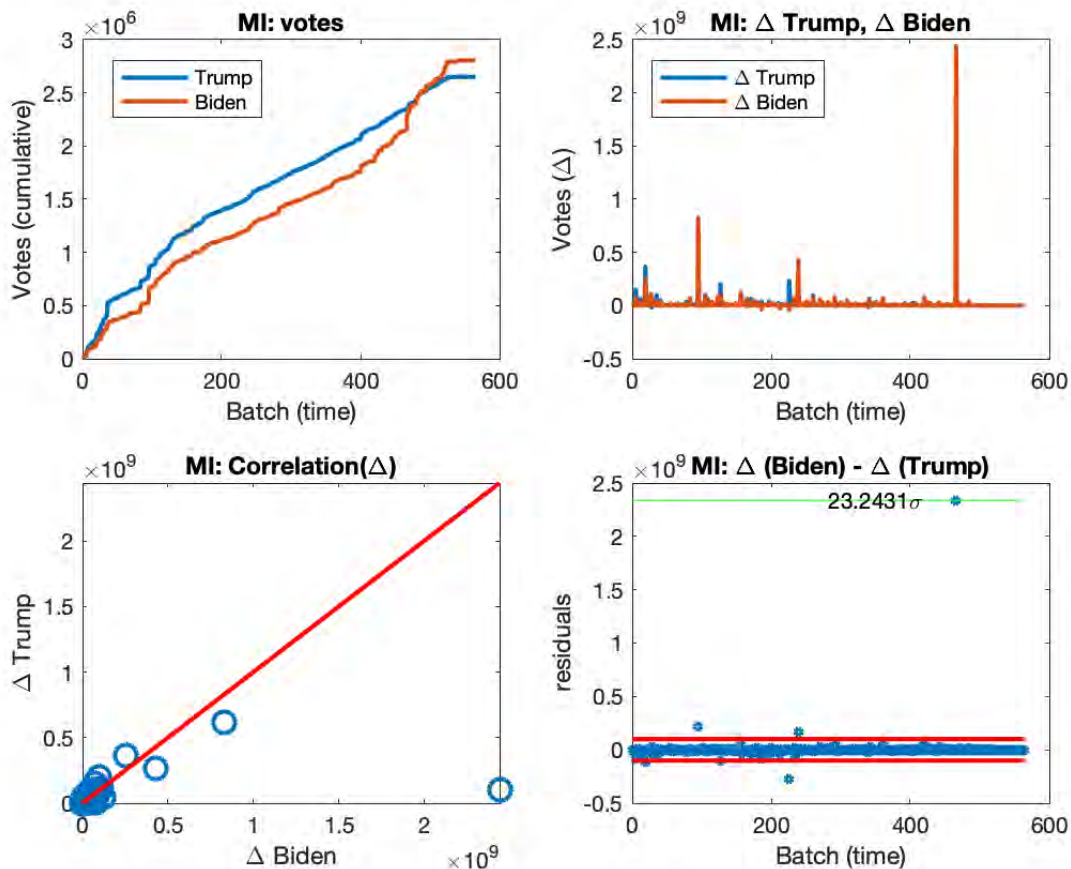 MI: votes
×10^6
3
2.5
2
1.5
1
0.5
0
0 200 400 600
Votes (cumulative)
Batch (time)
Trump
Biden
MI: Δ Trump, Δ Biden
×10^9
2.5
2
1.5
1
0.5
0
-0.5
0 200 400 600
Votes (Δ)
Batch (time)
Δ Trump
Δ Biden
MI: Correlation(Δ)
×10^9
2
1.5
1
0.5
0
0 0.5 1 1.5 2
Δ Trump
Δ Biden
×10^9
MI: Δ (Biden) - Δ (Trump)
×10^9
2.5
2
1.5
1
0.5
0
-0.5
0 200 400 600
residuals
Batch (time)
23.2431σ